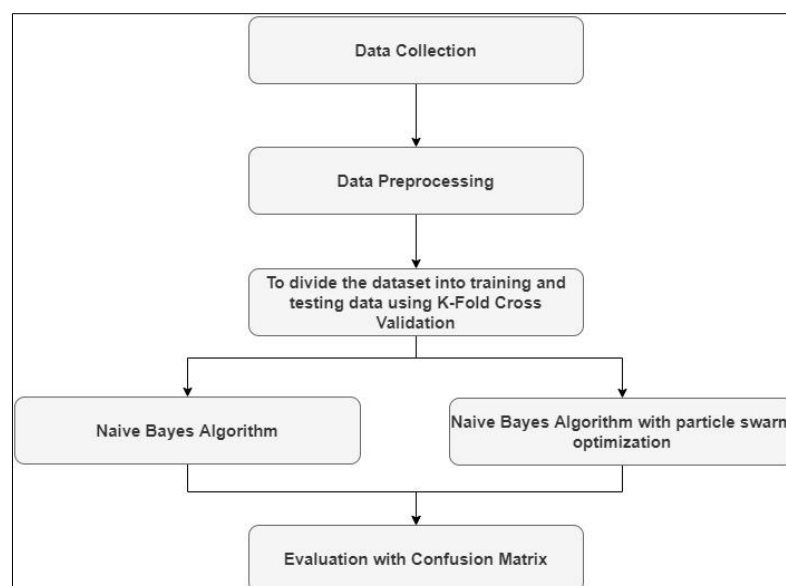 Data Collection
Data Preprocessing
To divide the dataset into training and
testing data using K-Fold Cross
Validation
Naive Bayes Algorithm
Naive Bayes Algorithm with particle swarm
optimization
Evaluation with Confusion Matrix